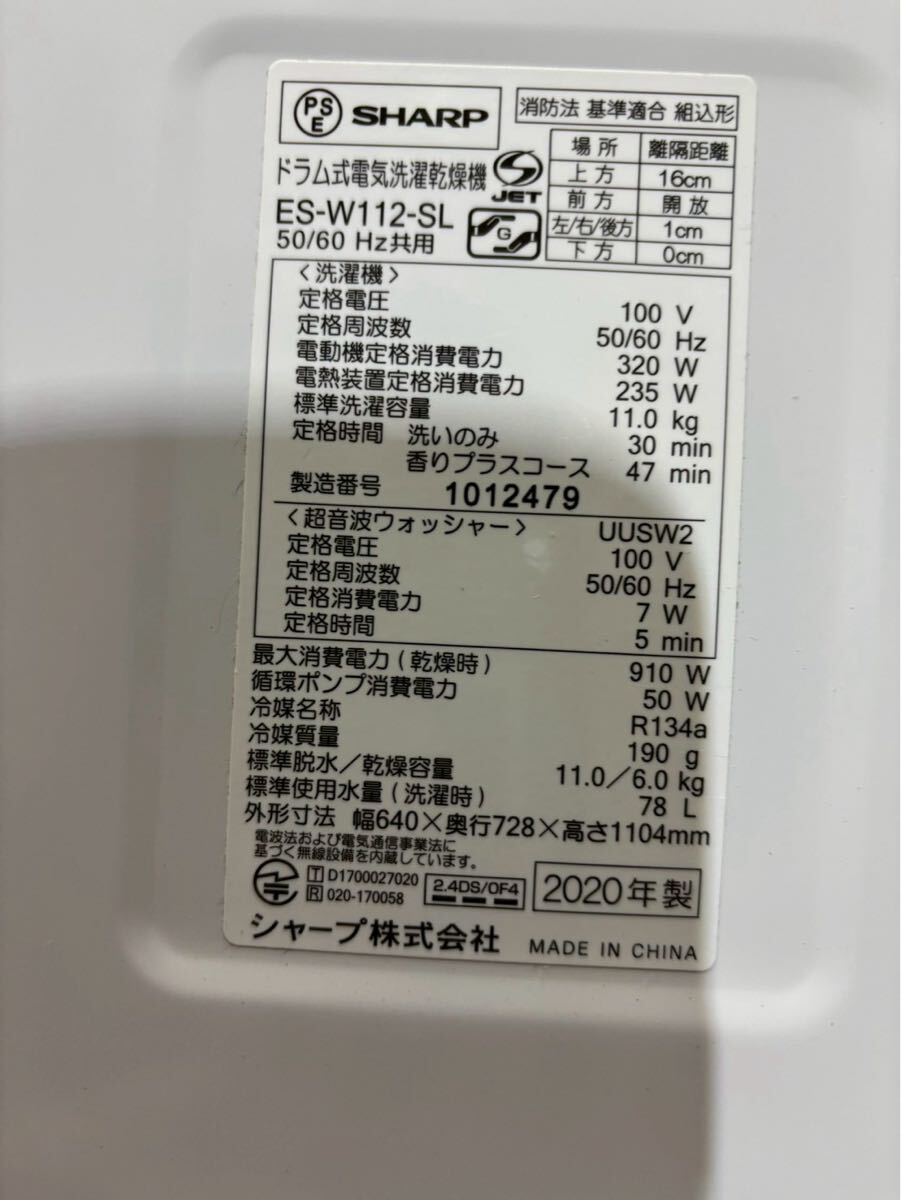 PS
E
SHARP
消防法 基準適合 組込形
場所 離隔距離
上方 16cm
前方 開放
左/右/後方 1cm
下方 0cm
ドラム式電気洗濯乾燥機
S
JET
ES-W112-SL
G
50/60 Hz共用
〈洗濯機〉
定格電圧 100 V
定格周波数 50/60 Hz
電動機定格消費電力 320 W
電熱装置定格消費電力 235 W
標準洗濯容量 11.0 kg
定格時間 洗いのみ 30 min
香りプラスコース 47 min
製造番号 1012479
〈超音波ウォッシャー〉 UUSW2
定格電圧 100 V
定格周波数 50/60 Hz
定格消費電力 7 W
定格時間 5 min
最大消費電力(乾燥時) 910 W
循環ポンプ消費電力 50 W
冷媒名称 R134a
冷媒質量 190 g
標準脱水/乾燥容量 11.0/6.0 kg
標準使用水量(洗濯時) 78 L
外形寸法 幅640×奥行728×高さ1104mm
電波法および電気通信事業法に
基づく無線設備を内蔵しています。
T D1700027020
R 020-170058
2.4DS/OF4
2020年製
シャープ株式会社 MADE IN CHINA